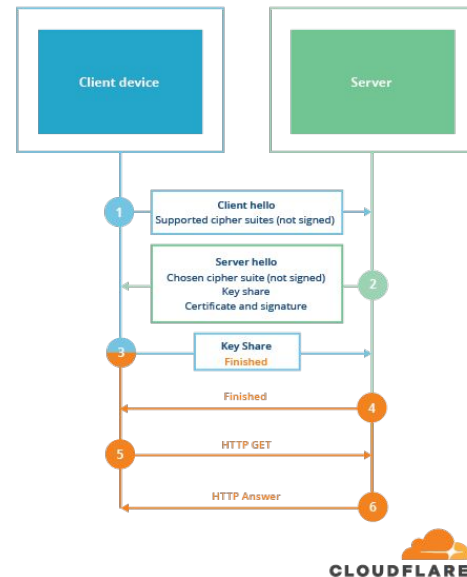 Client device
Server
1
Client hello
Supported cipher suites (not signed)
Server hello
Chosen cipher suite (not signed)
Key share
Certificate and signature
2
3
Key Share
Finished
Finished
4
5
HTTP GET
HTTP Answer
6
CLOUDFLARE